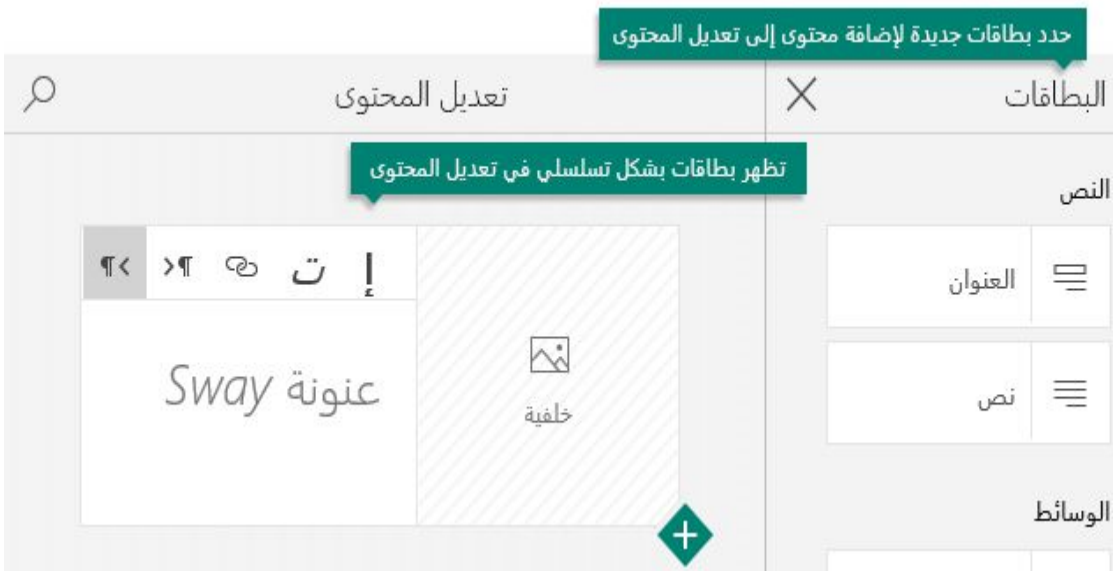 حدد بطاقات جديدة لإضافة محتوى إلى تعديل المحتوى
البطاقات
تعديل المحتوى
تظهر بطاقات بشكل تسلسلي في تعديل المحتوى
النص
العنوان
نص
الوسائط
إ ت ¶< >¶
خلفية
عنونة Sway